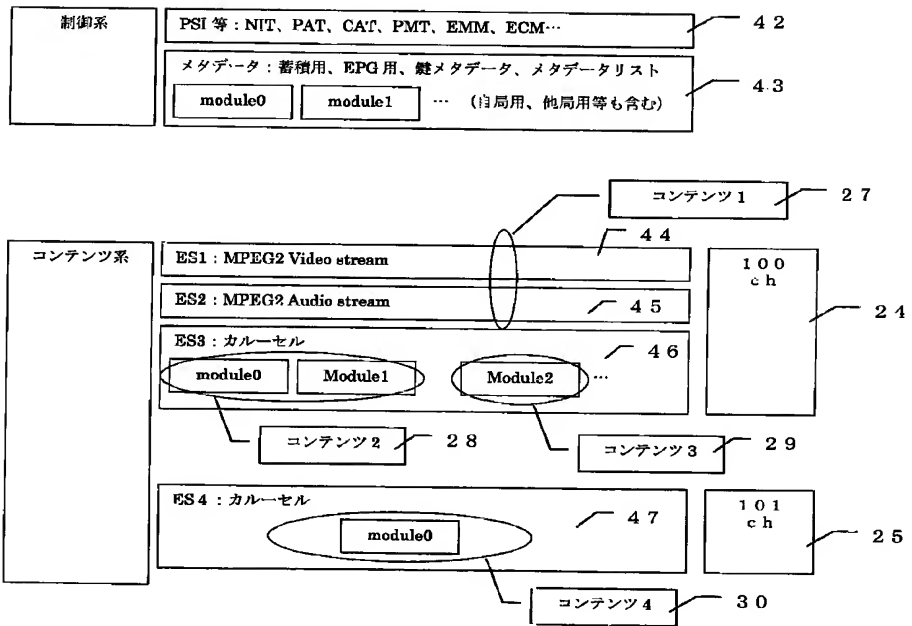 制御系
PSI 等：NIT、PAT、CAT、PMT、EMM、ECM…
42
メタデータ：蓄積用、EPG 用、鍵メタデータ、メタデータリスト
module0
module1
… （自局用、他局用等も含む）
43
コンテンツ1
27
コンテンツ系
ES1：MPEG2 Video stream
44
ES2：MPEG2 Audio stream
45
100
ch
24
ES3：カルーセル
46
module0
Module1
Module2
…
コンテンツ2
28
コンテンツ3
29
ES4：カルーセル
47
module0
101
ch
25
コンテンツ4
30